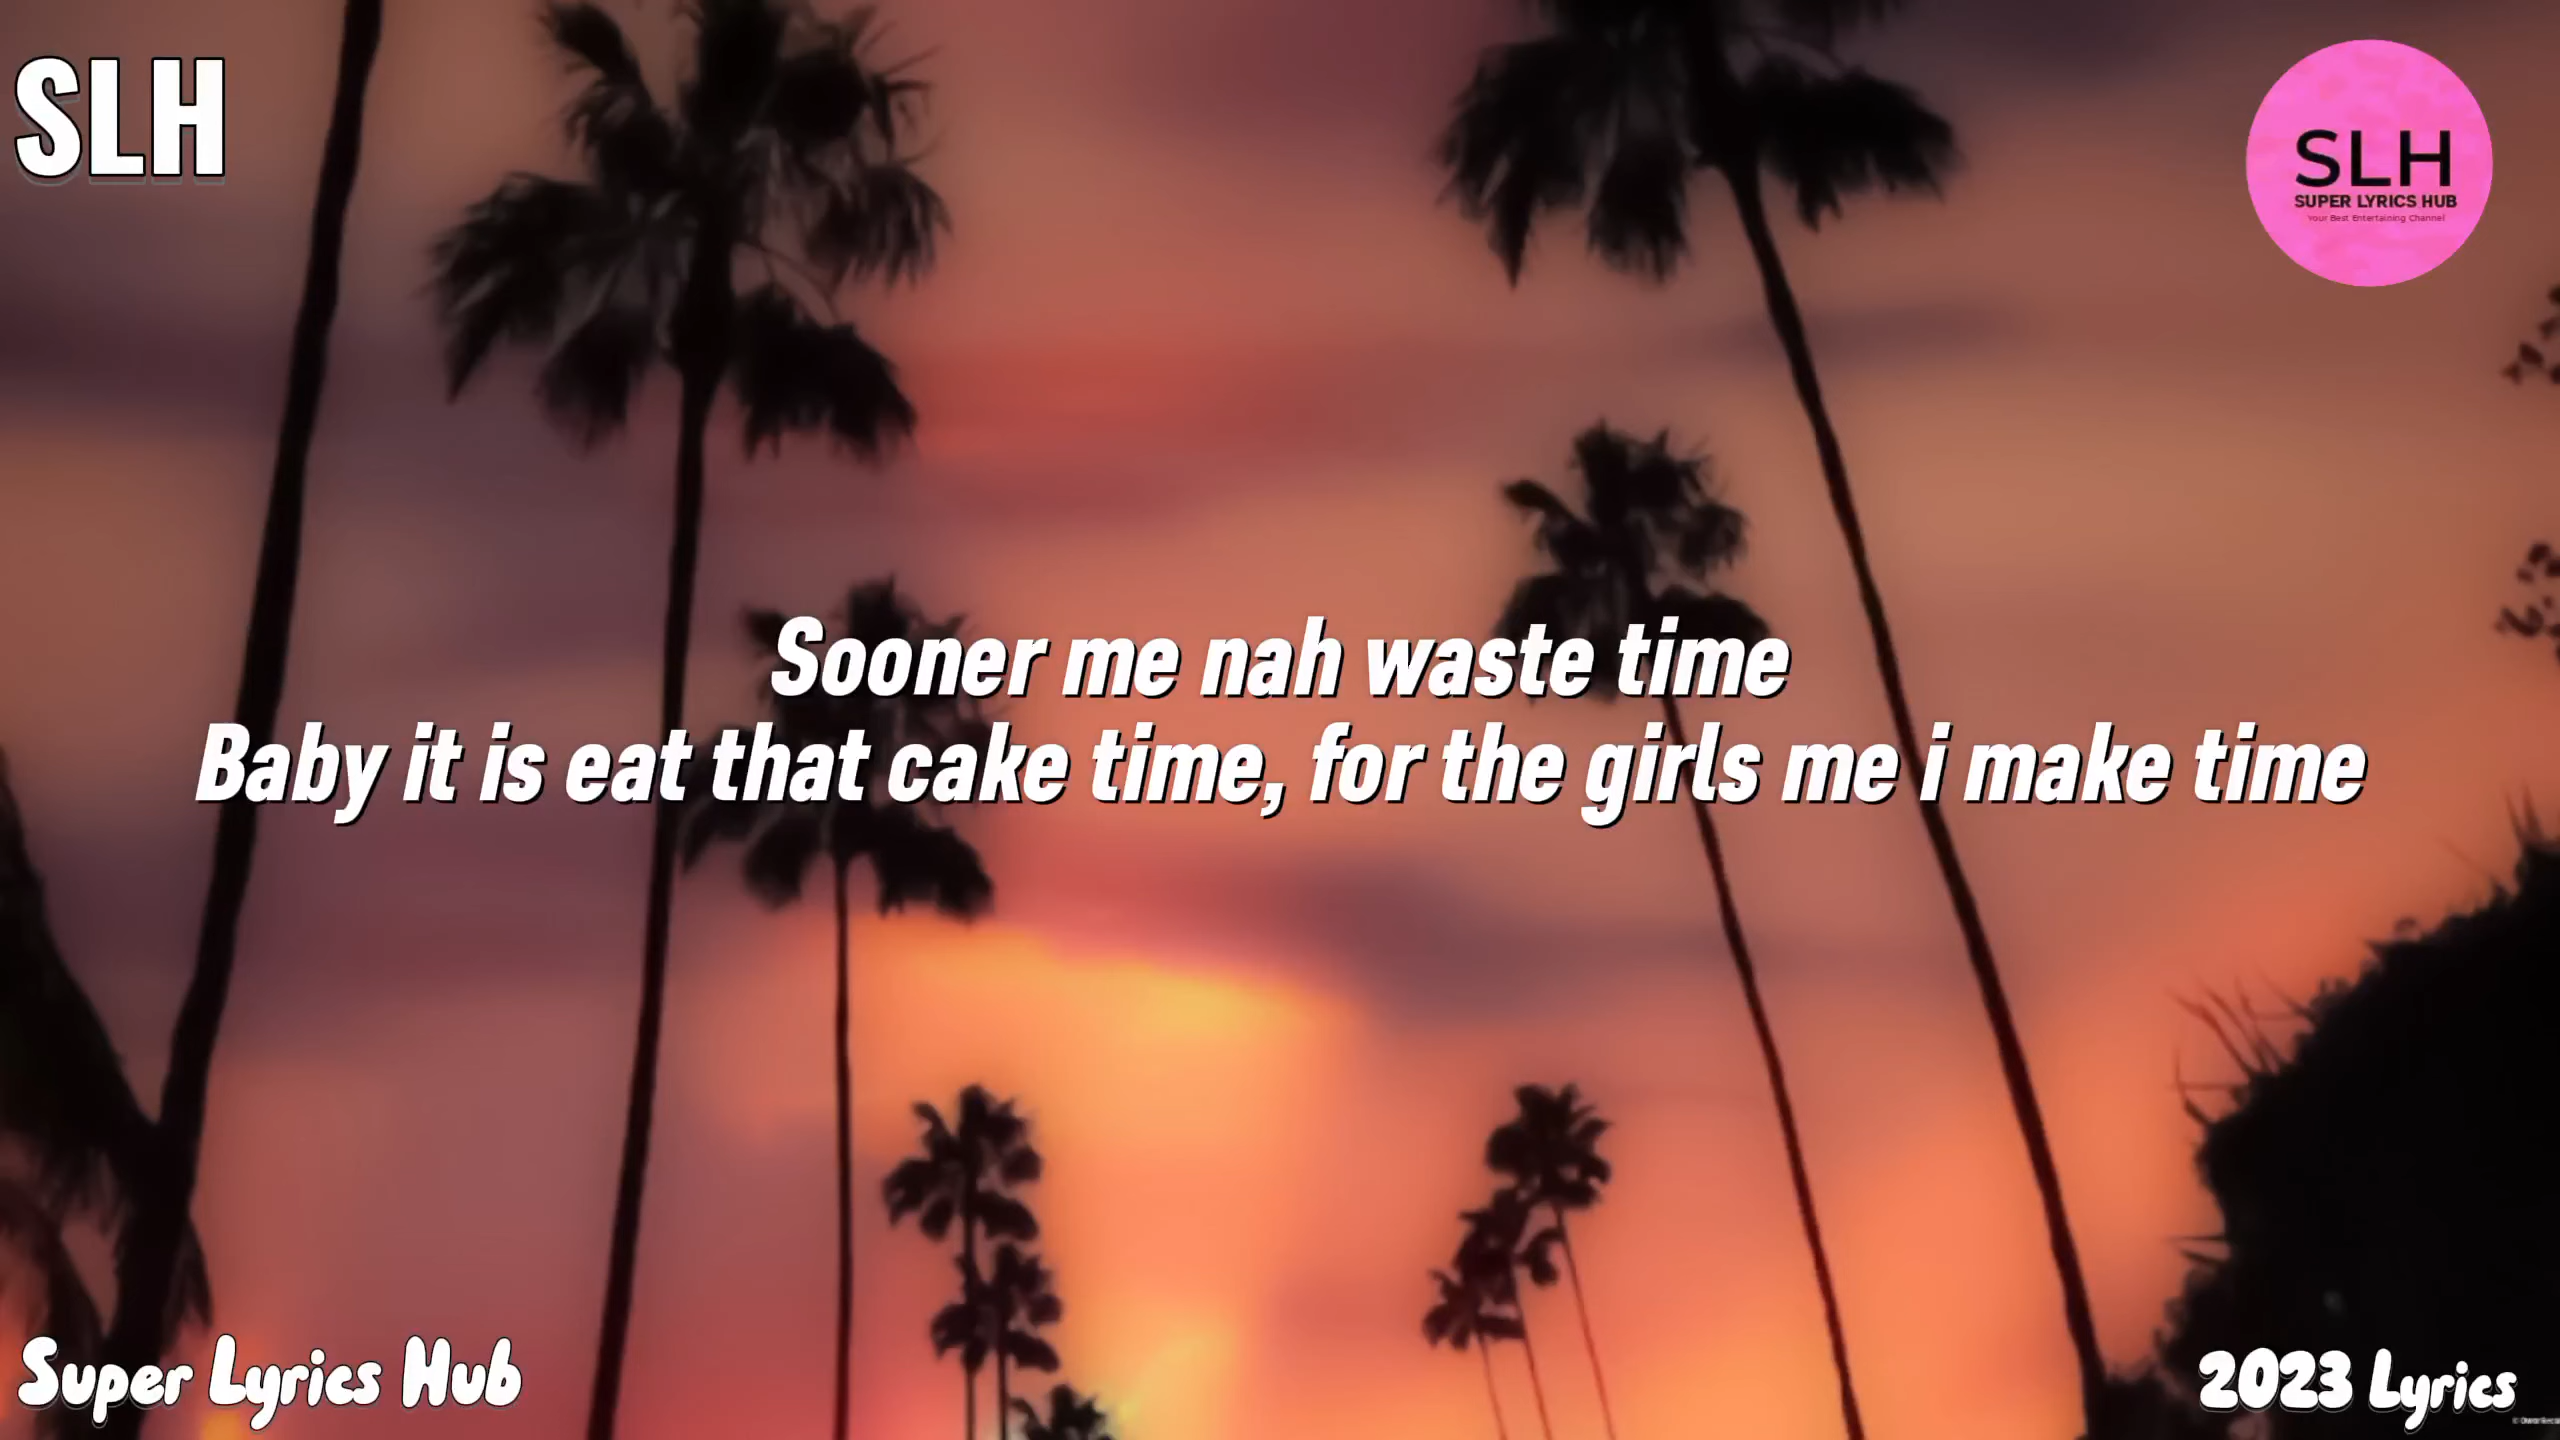 SLH
SLH
SUPER LYRICS HUB
Your Best Entertaining Channel
Sooner me nah waste time
Baby it is eat that cake time, for the girls me i make time
Super Lyrics Hub
2023 Lyrics